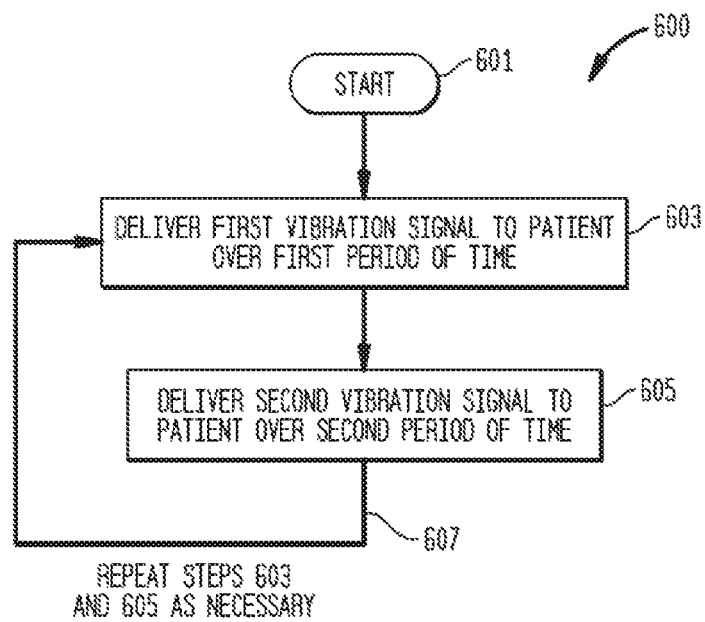 600
START
601
DELIVER FIRST VIBRATION SIGNAL TO PATIENT
OVER FIRST PERIOD OF TIME
603
DELIVER SECOND VIBRATION SIGNAL TO
PATIENT OVER SECOND PERIOD OF TIME
605
607
REPEAT STEPS 603
AND 605 AS NECESSARY